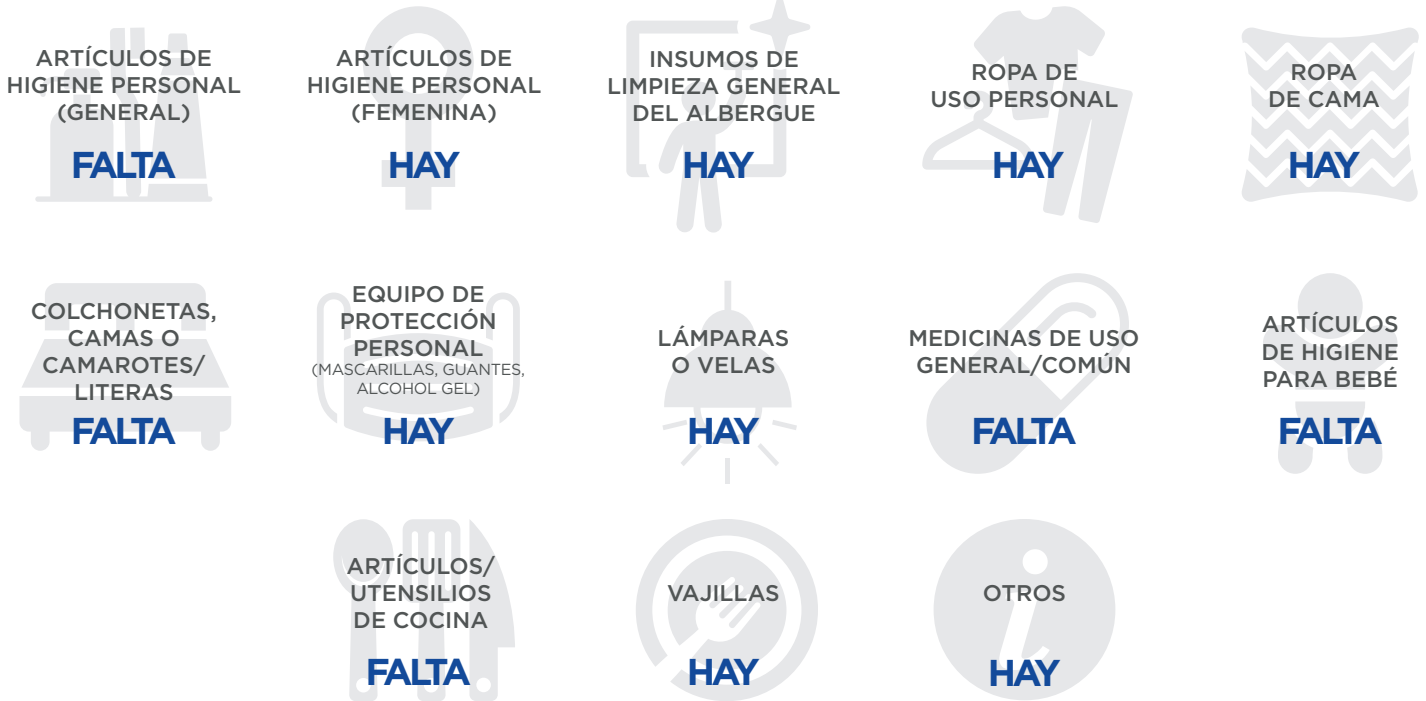 ARTÍCULOS DE
HIGIENE PERSONAL
(GENERAL)
FALTA
ARTÍCULOS DE
HIGIENE PERSONAL
(FEMENINA)
HAY
INSUMOS DE
LIMPIEZA GENERAL
DEL ALBERGUE
HAY
ROPA DE
USO PERSONAL
HAY
ROPA
DE CAMA
HAY
COLCHONETAS,
CAMAS O
CAMAROTES/
LITERAS
FALTA
EQUIPO DE
PROTECCIÓN
PERSONAL
(MASCARILLAS, GUANTES,
ALCOHOL GEL)
HAY
LÁMPARAS
O VELAS
HAY
MEDICINAS DE USO
GENERAL/COMÚN
FALTA
ARTÍCULOS
DE HIGIENE
PARA BEBÉ
FALTA
ARTÍCULOS/
UTENSILIOS
DE COCINA
FALTA
VAJILLAS
HAY
OTROS
HAY